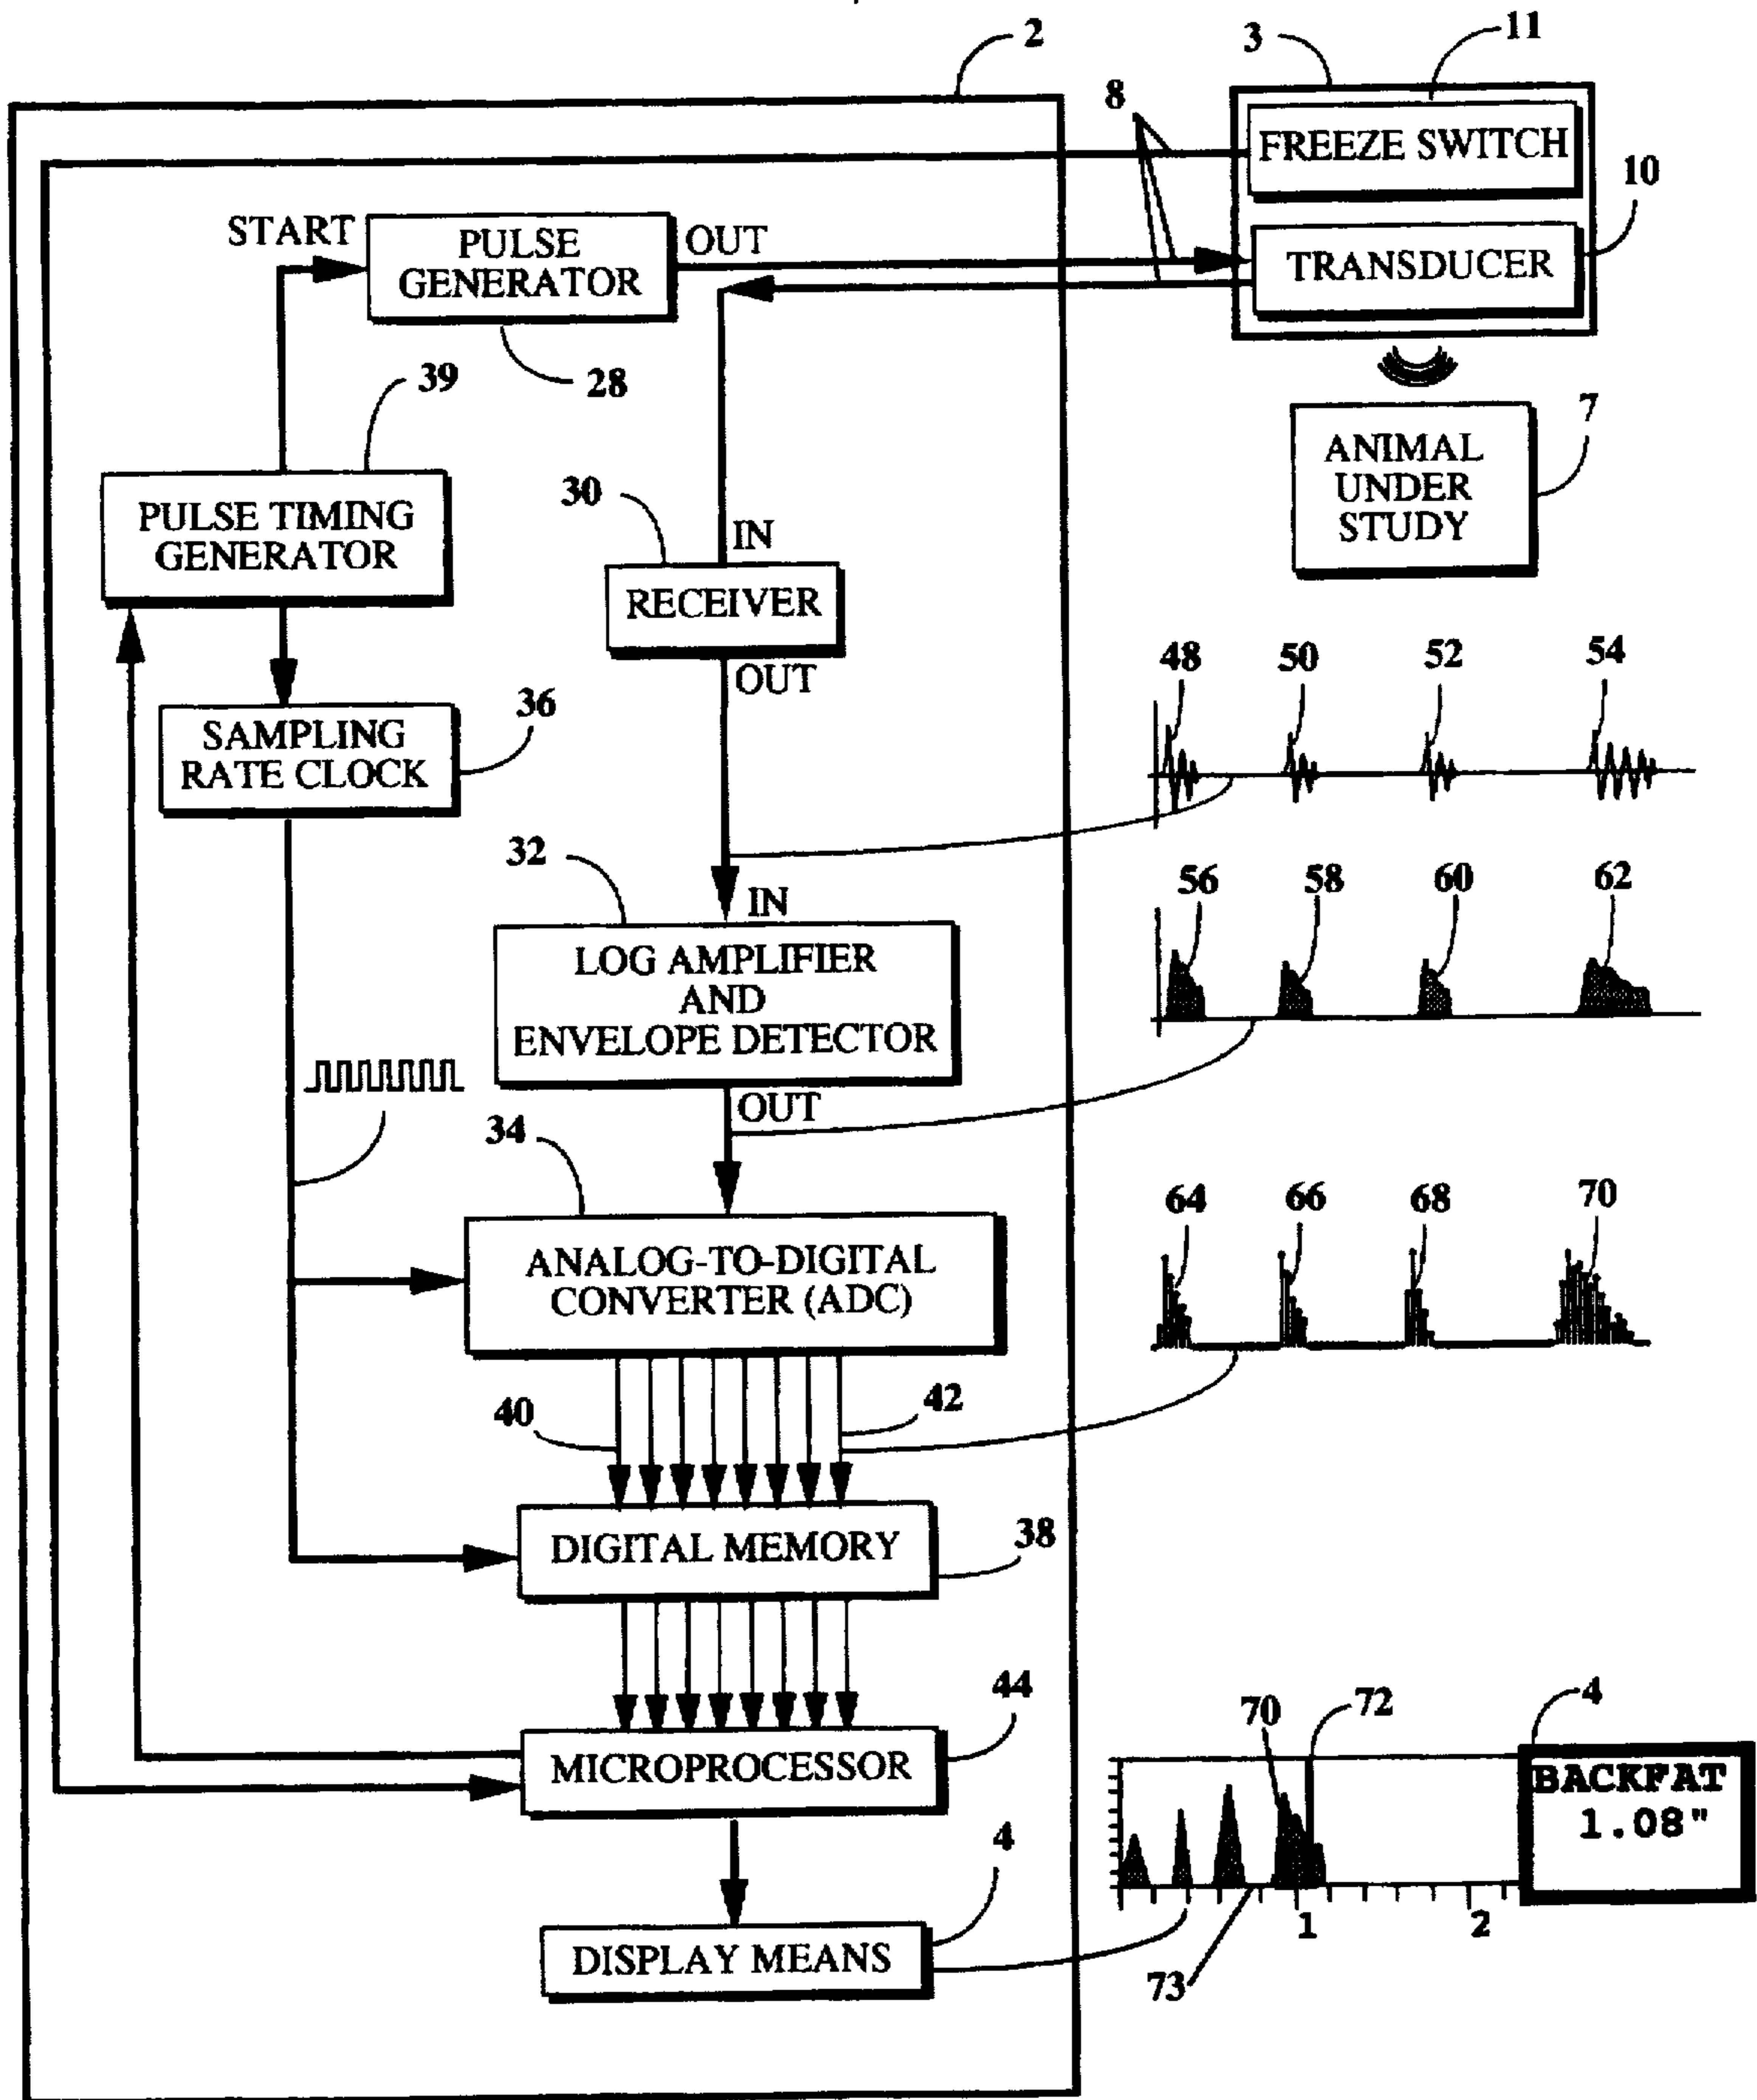 2
3
11
8
FREEZE SWITCH
10
START
PULSE
GENERATOR
OUT
TRANSDUCER
28
39
7
ANIMAL
UNDER
STUDY
PULSE TIMING
GENERATOR
30
IN
RECEIVER
OUT
48
50
52
54
36
SAMPLING
RATE CLOCK
32
IN
56
58
60
62
LOG AMPLIFIER
AND
ENVELOPE DETECTOR
OUT
34
64
66
68
70
ANALOG-TO-DIGITAL
CONVERTER (ADC)
40
42
DIGITAL MEMORY
38
44
MICROPROCESSOR
70
72
4
BACKFAT
1.08"
1
2
73
4
DISPLAY MEANS